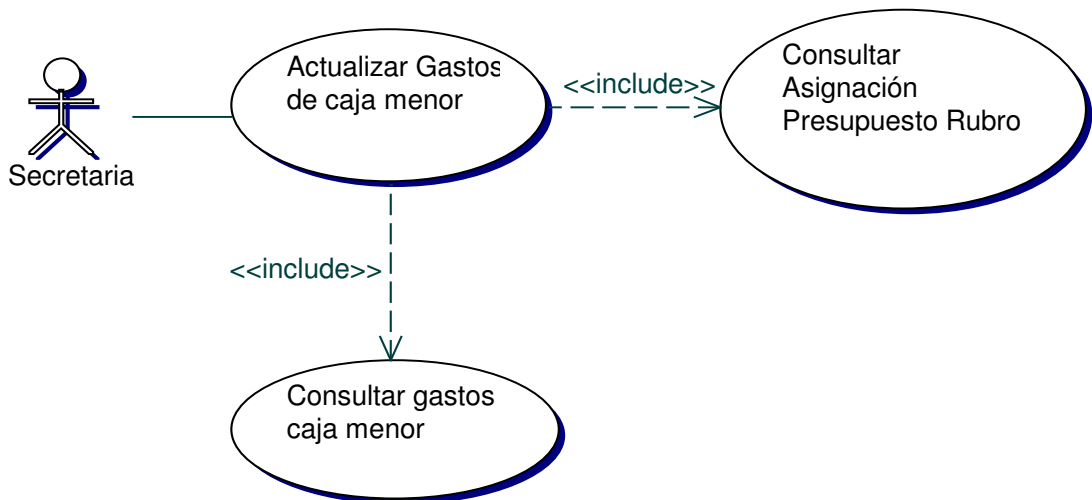 Actualizar Gastos
de caja menor
<<include>>
Consultar
Asignación
Presupuesto Rubro
Secretaria
<<include>>
Consultar gastos
caja menor